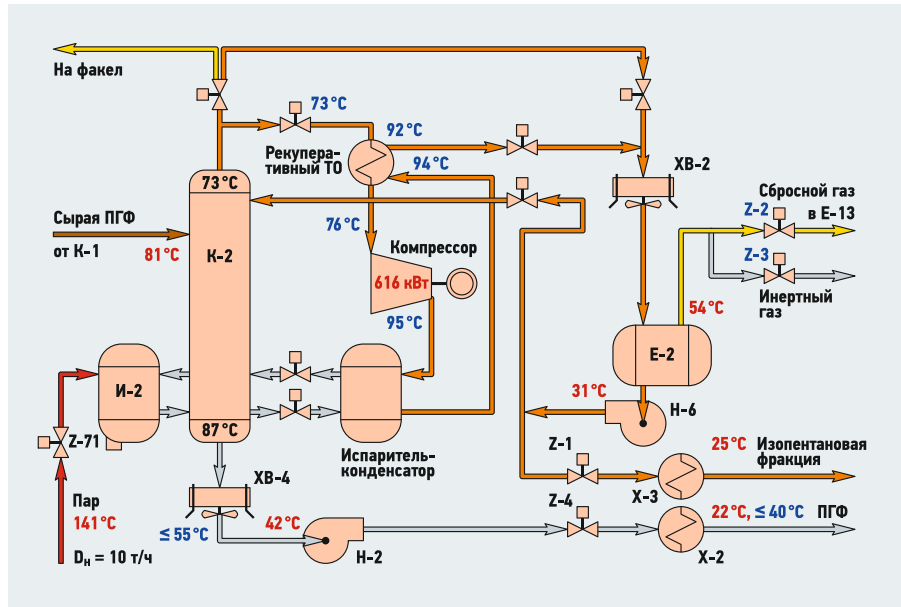 На факел
73 °C
92 °C
Рекупера-
тивный ТО
94 °C
ХВ-2
73 °C
Сбросной газ
в Е-13
Z-2
Сырая ПГФ
от К-1
81 °C
К-2
76 °C
Компрессор
616 кВт
Z-3
Инертный
газ
95 °C
54 °C
Е-2
И-2
31 °C
Н-6
87 °C
Z-71
Испаритель-
конденсатор
Z-1
25 °C
Изопентановая
фракция
Х-3
ХВ-4
Пар
141 °C
≤ 55 °C
42 °C
Z-4
22 °C, ≤ 40 °C
ПГФ
Dн = 10 т/ч
Н-2
Х-2